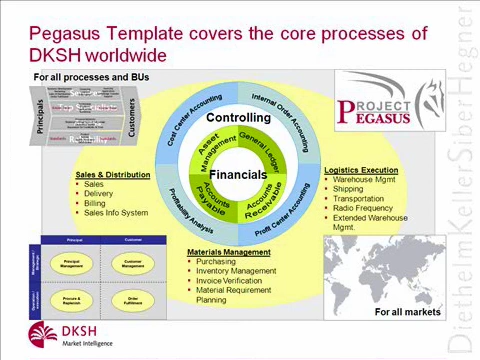 Pegasus Template covers the core processes of
DKSH worldwide
For all processes and BUs
Principals
Customers
PROJECT
PEGASUS
Cost Center Accounting
Internal Order Accounting
Controlling
Asset
Management
General Ledger
Financials
Accounts
Payable
Accounts
Receivable
Profitability Analysis
Profit Center Accounting
Sales & Distribution
Sales
Delivery
Billing
Sales Info System
Logistics Execution
Warehouse Mgmt
Shipping
Transportation
Radio Frequency
Extended Warehouse
Mgmt.
Materials Management
Purchasing
Inventory Management
Invoice Verification
Material Requirement
Planning
Principal
Customer
Principal
Management
Customer
Management
Procure &
Replenish
Order
Fulfillment
For all markets
DKSH
Market Intelligence
DiethelmKellerSiberHegner